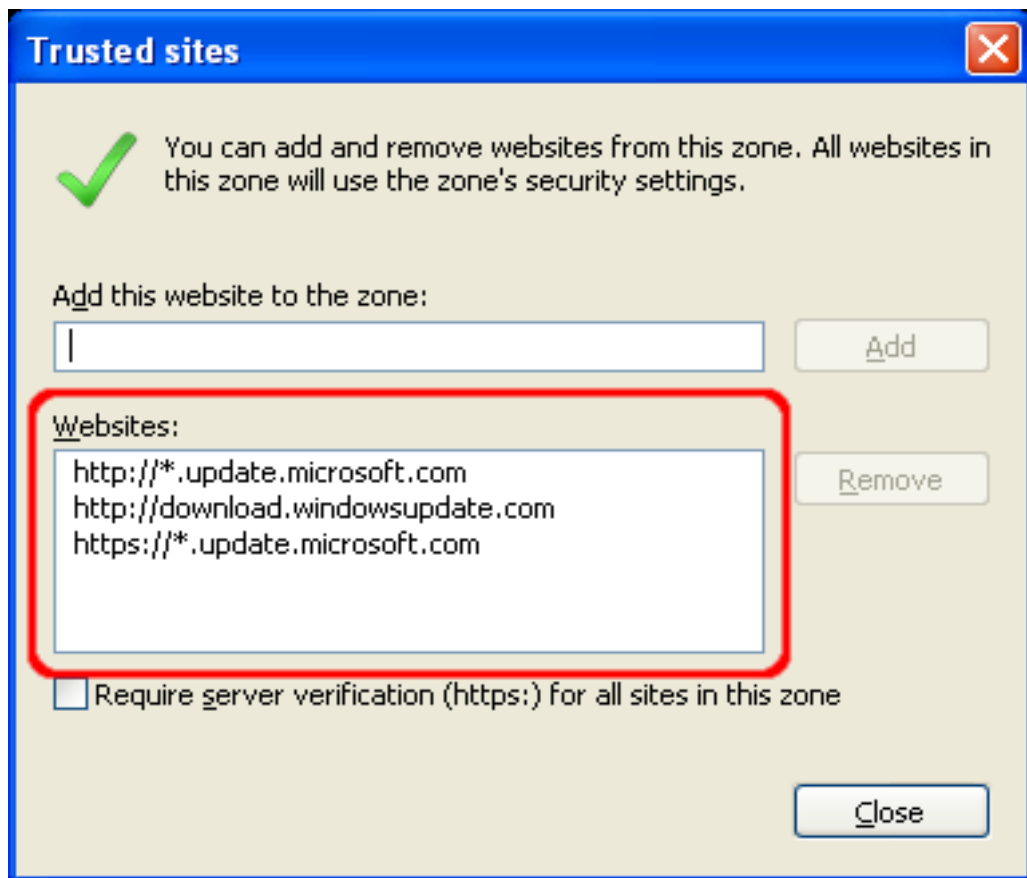 Trusted sites
You can add and remove websites from this zone. All websites in
this zone will use the zone's security settings.
Add this website to the zone:
Add
Websites:
http://*.update.microsoft.com
http://download.windowsupdate.com
https://*.update.microsoft.com
Remove
Require server verification (https:) for all sites in this zone
Close